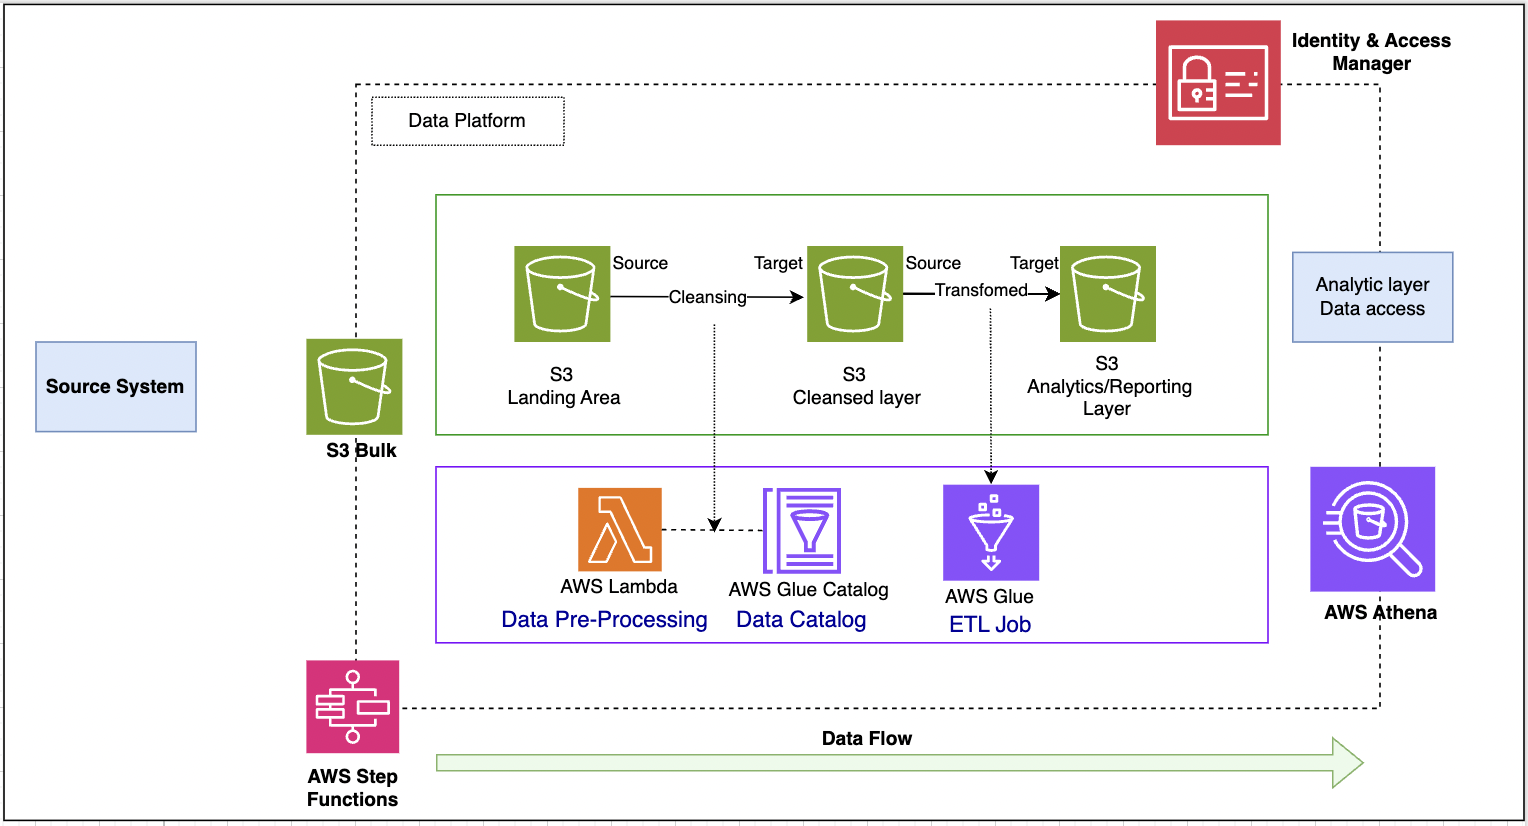 Identity & Access
Manager
Data Platform
Source
Target
Source
Target
Cleansing
Transfomed
Analytic layer
Data access
S3
Landing Area
S3
Cleansed layer
S3
Analytics/Reporting
Layer
Source System
S3 Bulk
AWS Lambda
Data Pre-Processing
AWS Glue Catalog
Data Catalog
AWS Glue
ETL Job
AWS Athena
Data Flow
AWS Step
Functions